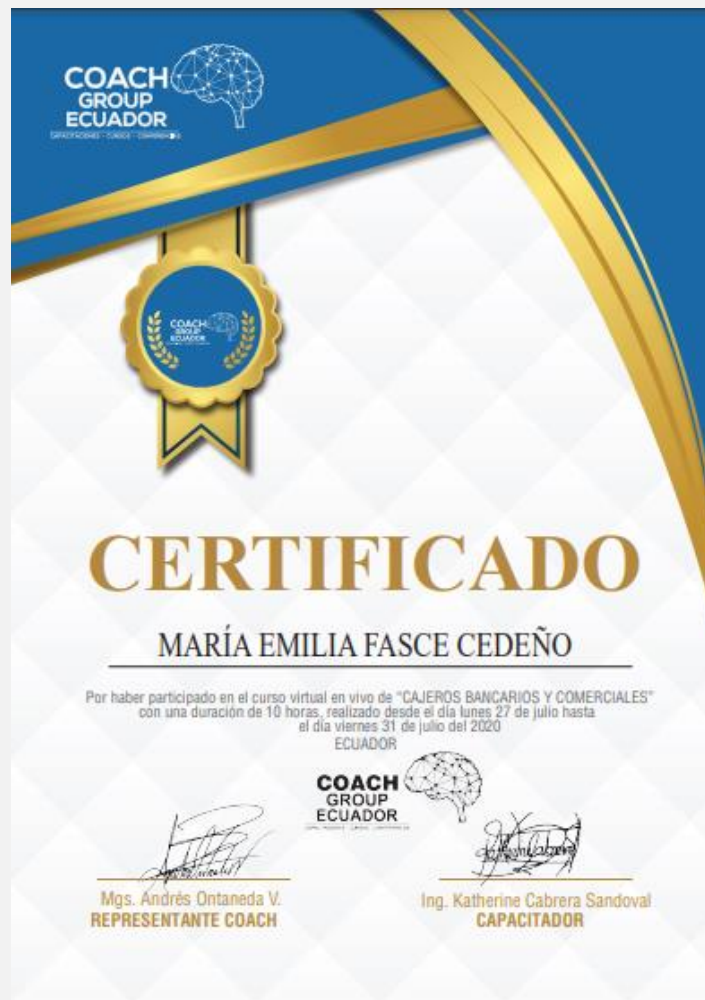 COACH
GROUP
ECUADOR
COACH
GROUP
ECUADOR
CERTIFICADO
MARÍA EMILIA FASCE CEDEÑO
Por haber participado en el curso virtual en vivo de "CAJEROS BANCARIOS Y COMERCIALES"
con una duración de 10 horas, realizado desde el día lunes 27 de julio hasta
el día viernes 31 de julio del 2020
ECUADOR
COACH
GROUP
ECUADOR
Mgs. Andrés Ontaneda V.
REPRESENTANTE COACH
Ing. Katherine Cabrera Sandoval
CAPACITADOR